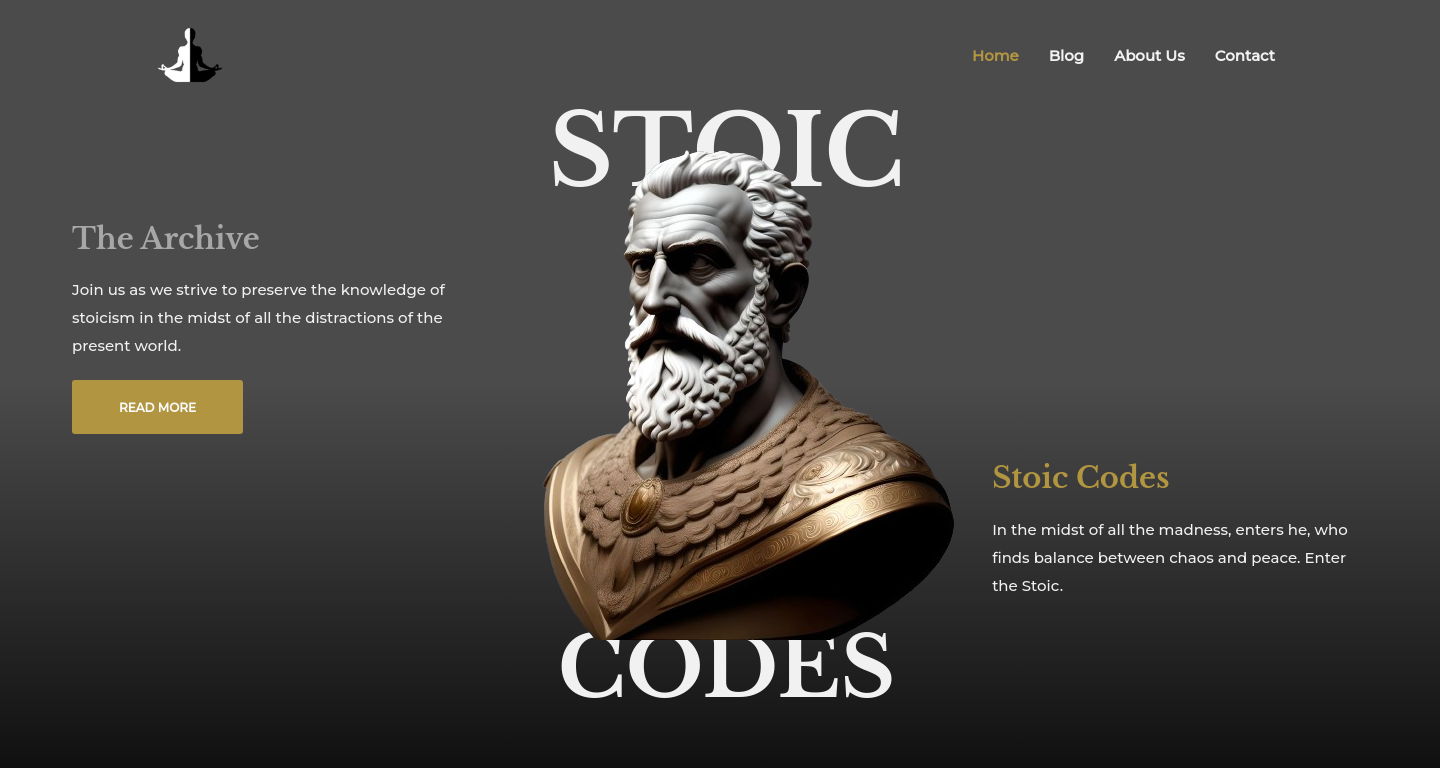 Home
Blog
About Us
Contact
STOIC
The Archive
Join us as we strive to preserve the knowledge of
stoicism in the midst of all the distractions of the
present world.
READ MORE
Stoic Codes
In the midst of all the madness, enters he, who
finds balance between chaos and peace. Enter
the Stoic.
CODES